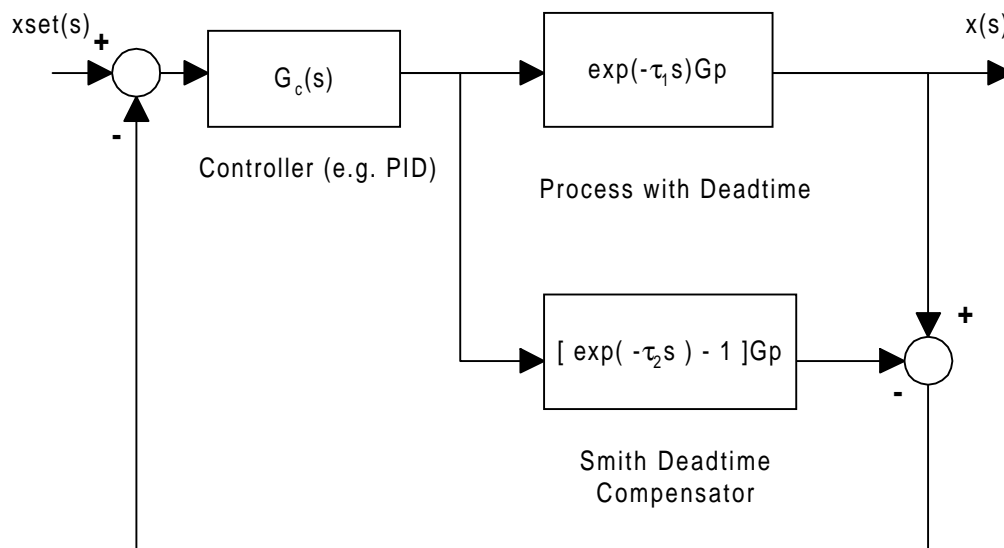 xset(s)
+
-
G_c(s)
Controller (e.g. PID)
exp(-τ₁s)Gp
Process with Deadtime
x(s)
[ exp( -τ₂s ) - 1 ]Gp
+
-
Smith Deadtime
Compensator